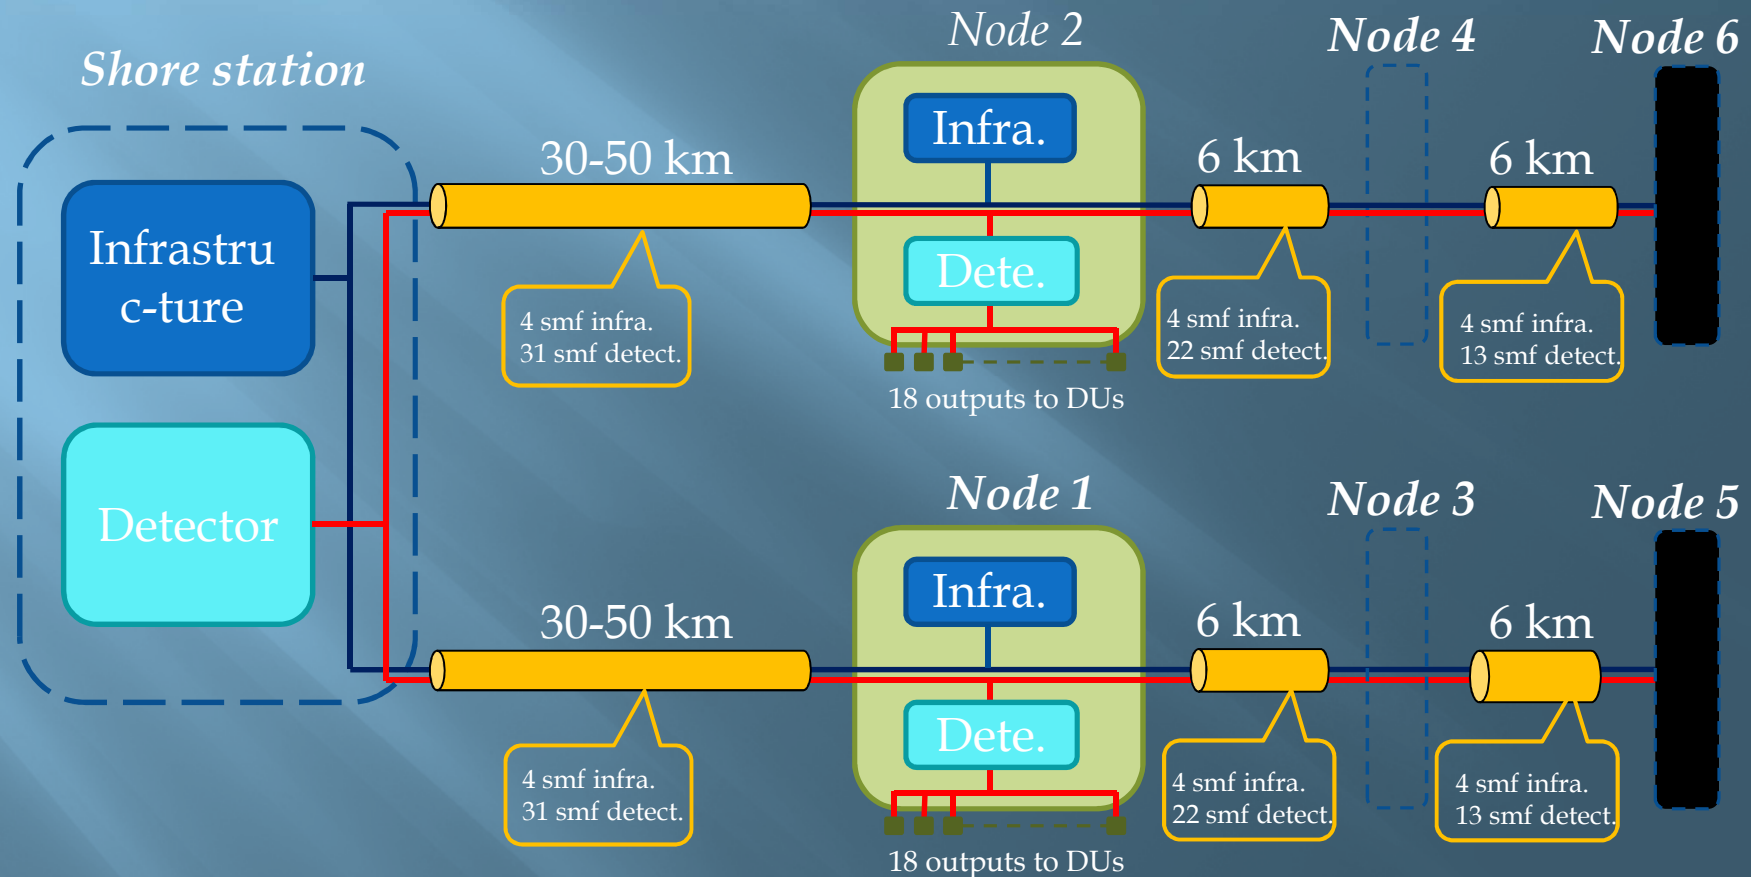 Shore station
Infrastru
c-ture
Detector
30-50 km
4 smf infra.
31 smf detect.
Node 2
Infra.
Dete.
18 outputs to DUs
6 km
4 smf infra.
22 smf detect.
Node 4
6 km
4 smf infra.
13 smf detect.
Node 6
30-50 km
4 smf infra.
31 smf detect.
Node 1
Infra.
Dete.
18 outputs to DUs
6 km
4 smf infra.
22 smf detect.
Node 3
6 km
4 smf infra.
13 smf detect.
Node 5